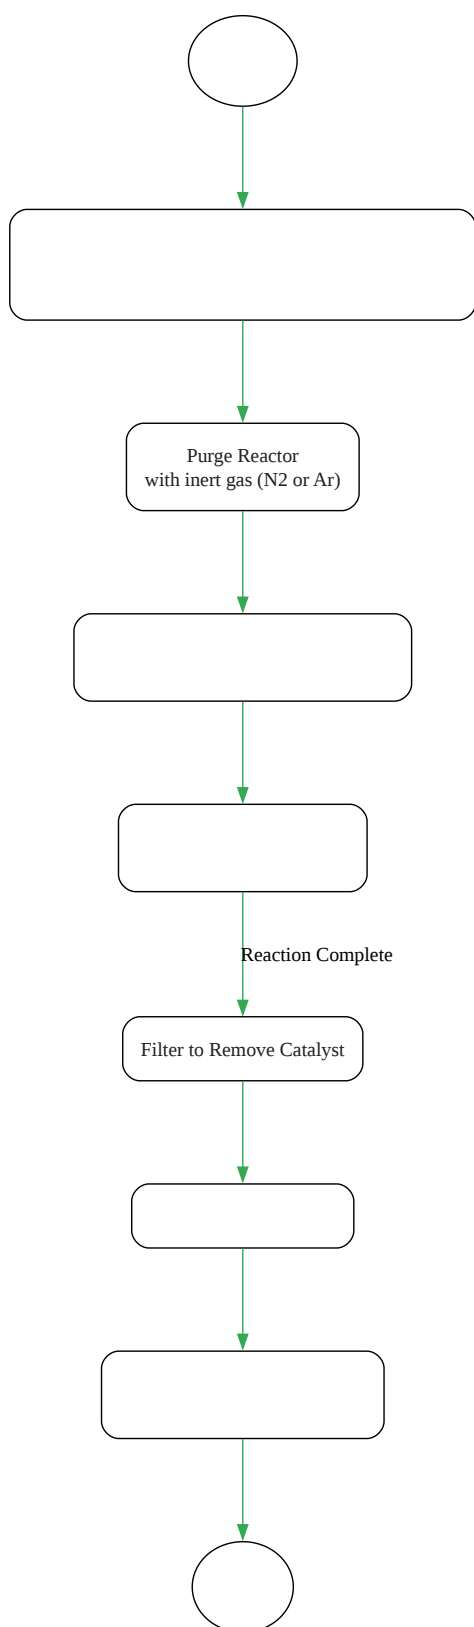 Purge Reactor
with inert gas (N2 or Ar)
Reaction Complete
Filter to Remove Catalyst